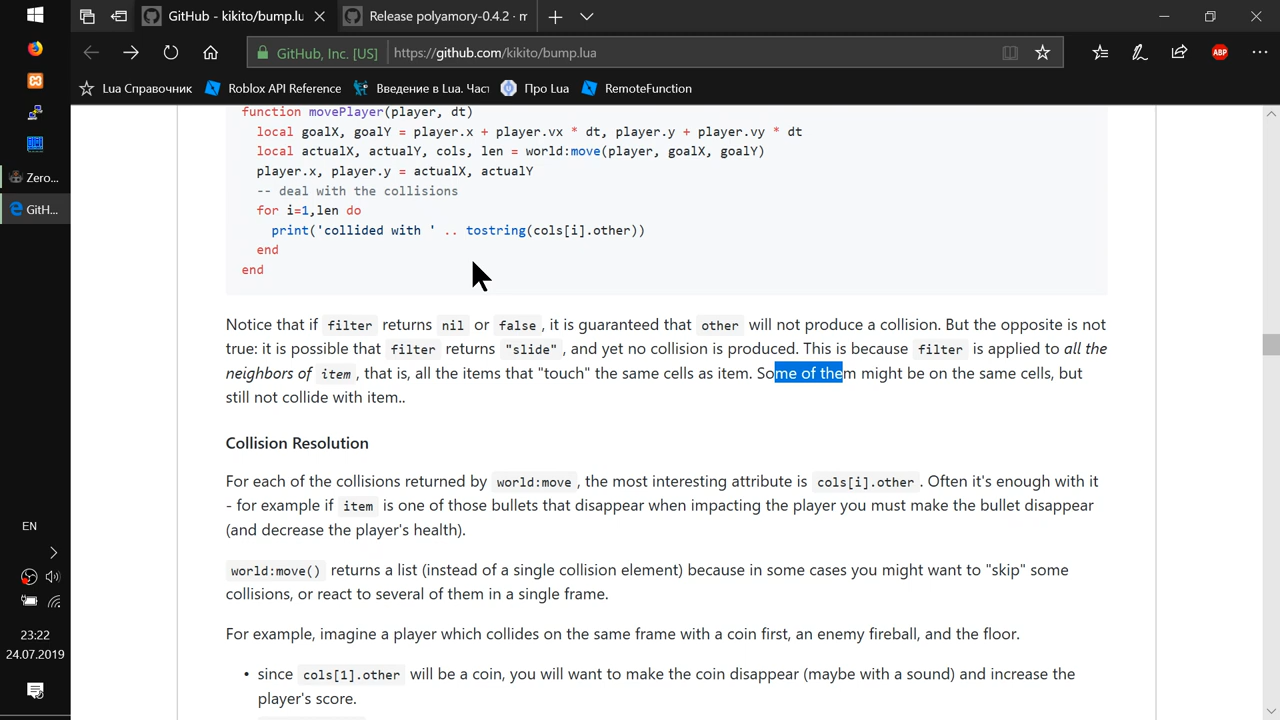 GitHub - kikito/bump.lu
Release polyamory-0.4.2 · m
GitHub, Inc. [US]
https://github.com/kikito/bump.lua
ABP
Lua Справочник
Roblox API Reference
Введение в Lua. Част
Про Lua
RemoteFunction
function movePlayer(player, dt)
local goalX, goalY = player.x + player.vx * dt, player.y + player.vy * dt
local actualX, actualY, cols, len = world:move(player, goalX, goalY)
player.x, player.y = actualX, actualY
-- deal with the collisions
for i=1,len do
print('collided with ' .. tostring(cols[i].other))
end
end
Notice that if filter returns nil or false , it is guaranteed that other will not produce a collision. But the opposite is not
true: it is possible that filter returns "slide" , and yet no collision is produced. This is because filter is applied to all the
neighbors of item , that is, all the items that "touch" the same cells as item. Some of them might be on the same cells, but
still not collide with item..
Collision Resolution
For each of the collisions returned by world:move , the most interesting attribute is cols[i].other . Often it's enough with it
- for example if item is one of those bullets that disappear when impacting the player you must make the bullet disappear
(and decrease the player's health).
world:move() returns a list (instead of a single collision element) because in some cases you might want to "skip" some
collisions, or react to several of them in a single frame.
For example, imagine a player which collides on the same frame with a coin first, an enemy fireball, and the floor.
• since cols[1].other will be a coin, you will want to make the coin disappear (maybe with a sound) and increase the
player's score.
Zero...
GitH...
EN
23:22
24.07.2019